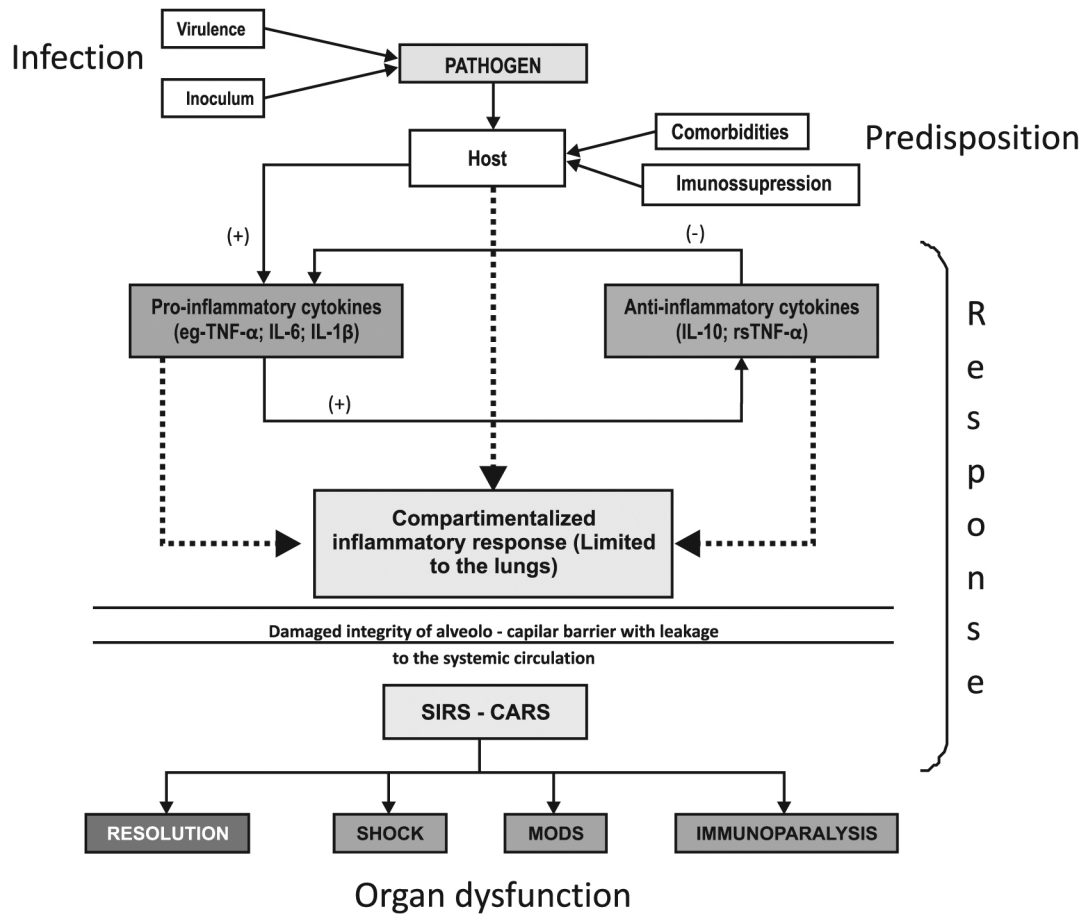 Virulence
Infection
PATHOGEN
Inoculum
Comorbidities
Predisposition
Host
Imunossupression
(+)
(-)
Pro-inflammatory cytokines
(eg-TNF-α; IL-6; IL-1β)
Anti-inflammatory cytokines
(IL-10; rsTNF-α)
Response
(+)
Compartimentalized
inflammatory response (Limited
to the lungs)
Damaged integrity of alveolo - capilar barrier with leakage
to the systemic circulation
SIRS - CARS
RESOLUTION
SHOCK
MODS
IMMUNOPARALYSIS
Organ dysfunction